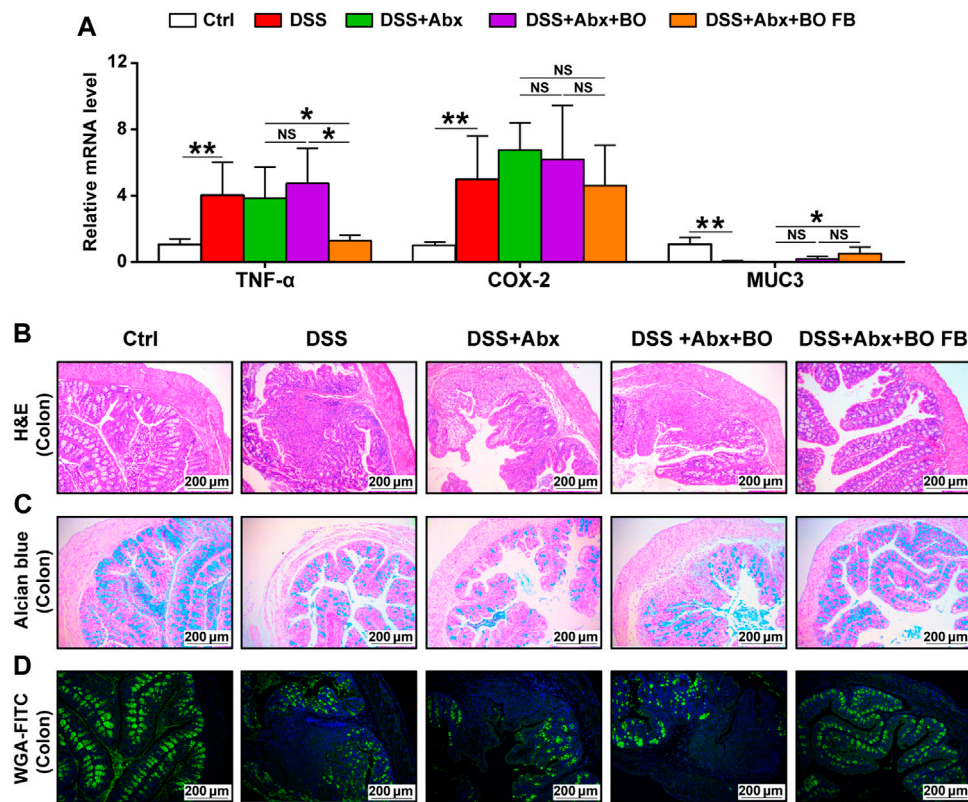 A
Ctrl DSS DSS+Abx DSS+Abx+BO DSS+Abx+BO FB
Relative mRNA level
12
8
4
0
** NS * *
** NS NS NS
** NS NS *
TNF-α COX-2 MUC3
B
Ctrl DSS DSS+Abx DSS +Abx+BO DSS+Abx+BO FB
H&E
(Colon)
200 μm 200 μm 200 μm 200 μm 200 μm
C
Alcian blue
(Colon)
200 μm 200 μm 200 μm 200 μm 200 μm
D
WGA-FITC
(Colon)
200 μm 200 μm 200 μm 200 μm 200 μm